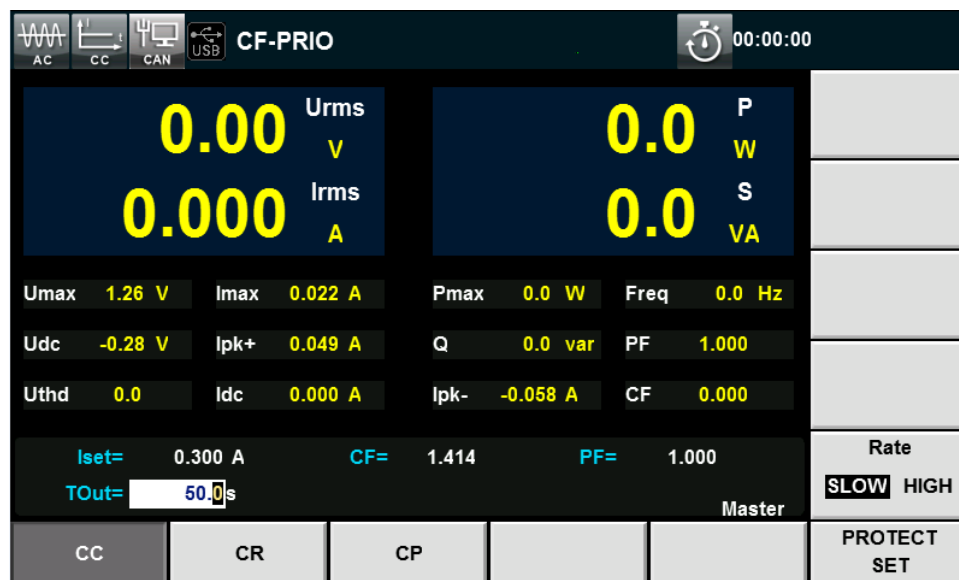 AC CC t CAN USB CF-PRIO 00:00:00
0.00 Urms V
0.0 P W
0.000 Irms A
0.0 S VA
Umax 1.26 V Imax 0.022 A Pmax 0.0 W Freq 0.0 Hz
Udc -0.28 V Ipk+ 0.049 A Q 0.0 var PF 1.000
Uthd 0.0 Idc 0.000 A Ipk- -0.058 A CF 0.000
Iset= 0.300 A CF= 1.414 PF= 1.000
TOut= 50.0s
Master
Rate
SLOW HIGH
CC CR CP
PROTECT
SET